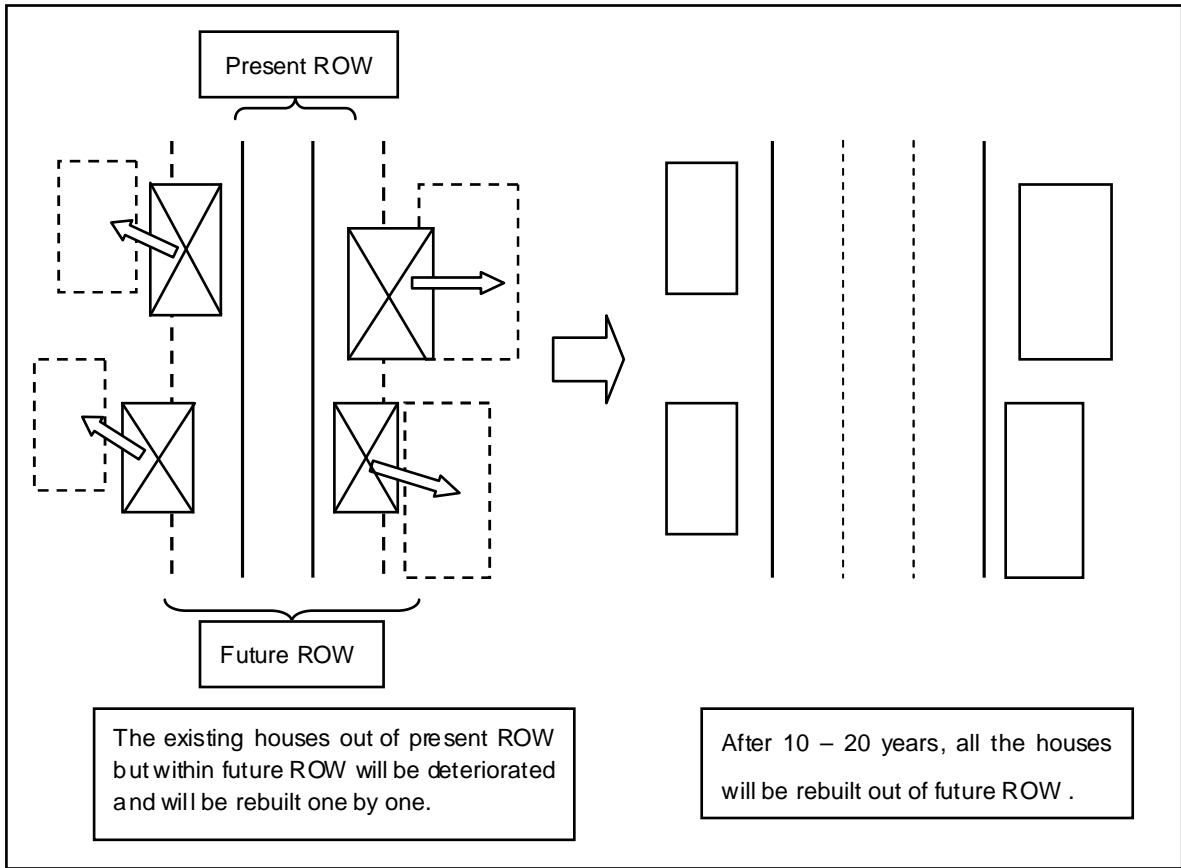 Present ROW
Future ROW
The existing houses out of present ROW
but within future ROW will be deteriorated
and will be rebuilt one by one.
After 10 – 20 years, all the houses
will be rebuilt out of future ROW .